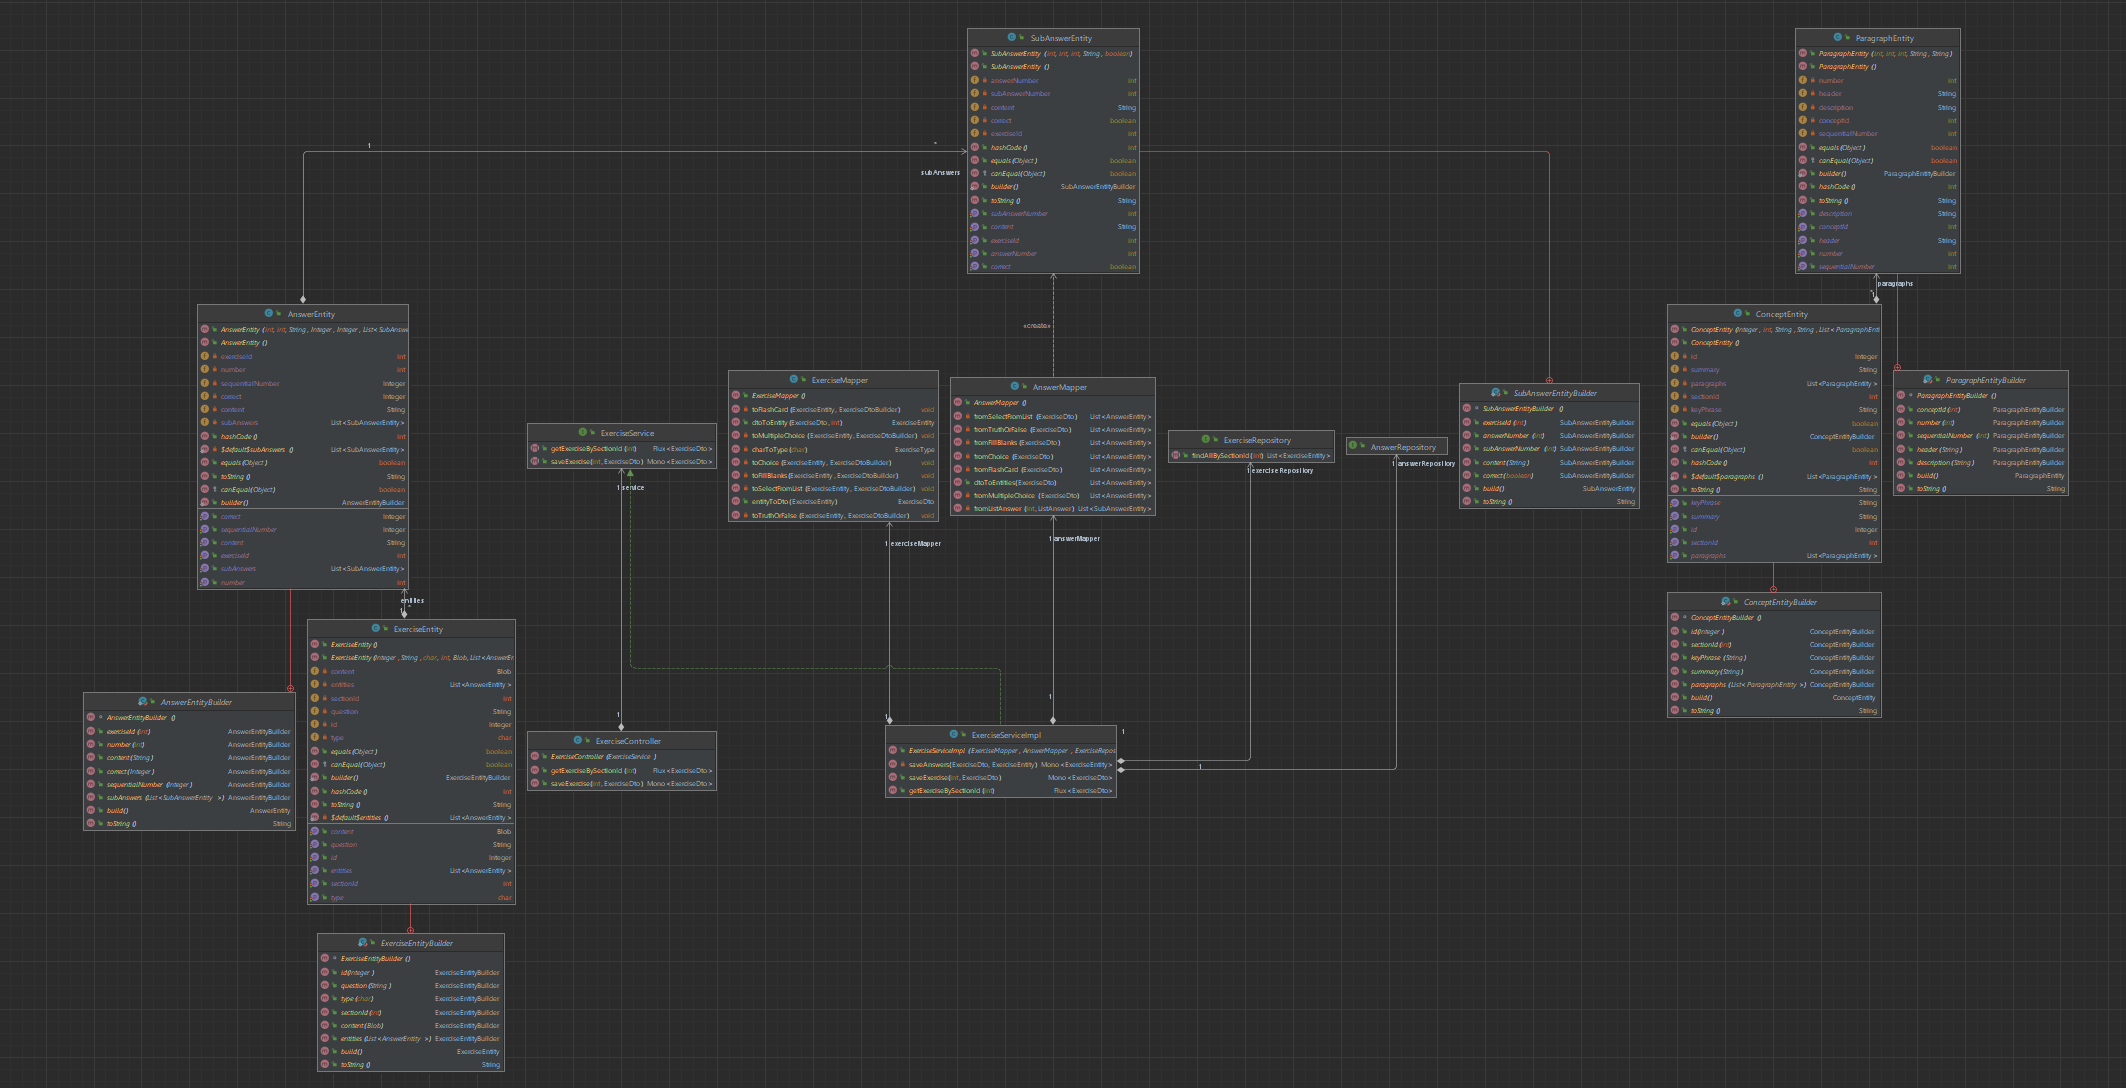 SubAnswerEntity
SubAnswerEntity (int, int, int, String, boolean)
SubAnswerEntity ()
answerNumber int
subAnswerNumber int
content String
correct boolean
exerciseId int
hashCode () int
equals (Object) boolean
canEqual(Object) boolean
builder() SubAnswerEntityBuilder
toString () String
subAnswerNumber int
content String
exerciseId int
answerNumber int
correct boolean
ParagraphEntity
ParagraphEntity (int, int, int, String, String)
ParagraphEntity ()
number int
header String
description String
conceptId int
sequentialNumber int
equals (Object) boolean
canEqual(Object) boolean
builder() ParagraphEntityBuilder
hashCode () int
toString () String
description String
conceptId int
header String
number int
sequentialNumber int
1
*
subAnswers
paragraphs
*
1
«create»
AnswerEntity
AnswerEntity (int, int, String, Integer, Integer, List<SubAnswe
AnswerEntity ()
exerciseId int
number int
sequentialNumber Integer
correct Integer
content String
subAnswers List<SubAnswerEntity>
hashCode () int
$default$subAnswers () List<SubAnswerEntity>
equals (Object) boolean
toString () String
canEqual(Object) boolean
builder() AnswerEntityBuilder
correct Integer
sequentialNumber Integer
content String
exerciseId int
subAnswers List<SubAnswerEntity>
number int
ExerciseService
getExerciseBySectionId (int) Flux<ExerciseDto>
saveExercise(int, ExerciseDto) Mono<ExerciseDto>
1 service
ExerciseMapper
ExerciseMapper ()
toFlashCard (ExerciseEntity, ExerciseDtoBuilder) void
dtoToEntity (ExerciseDto, int) ExerciseEntity
toMultipleChoice (ExerciseEntity, ExerciseDtoBuilder) void
charToType (char) ExerciseType
toChoice (ExerciseEntity, ExerciseDtoBuilder) void
toFillBlanks (ExerciseEntity, ExerciseDtoBuilder) void
toSelectFromList (ExerciseEntity, ExerciseDtoBuilder) void
entityToDto (ExerciseEntity) ExerciseDto
toTruthOrFalse (ExerciseEntity, ExerciseDtoBuilder) void
AnswerMapper
AnswerMapper ()
fromSelectFromList (ExerciseDto) List<AnswerEntity>
fromTruthOrFalse (ExerciseDto) List<AnswerEntity>
fromFillBlanks (ExerciseDto) List<AnswerEntity>
fromChoice (ExerciseDto) List<AnswerEntity>
fromFlashCard (ExerciseDto) List<AnswerEntity>
dtoToEntities(ExerciseDto) List<AnswerEntity>
fromMultipleChoice (ExerciseDto) List<AnswerEntity>
fromListAnswer (int, ListAnswer) List<SubAnswerEntity>
ExerciseRepository
findAllBySectionId(int) List<ExerciseEntity>
1 exerciseRepository
AnswerRepository
1 answerRepository
SubAnswerEntityBuilder
SubAnswerEntityBuilder ()
exerciseId (int) SubAnswerEntityBuilder
answerNumber (int) SubAnswerEntityBuilder
subAnswerNumber (int) SubAnswerEntityBuilder
content(String) SubAnswerEntityBuilder
correct(boolean) SubAnswerEntityBuilder
build() SubAnswerEntity
toString () String
ConceptEntity
ConceptEntity (Integer, int, String, String, List<ParagraphEnti
ConceptEntity ()
id Integer
summary String
paragraphs List<ParagraphEntity>
sectionId int
keyPhrase String
equals (Object) boolean
builder() ConceptEntityBuilder
canEqual(Object) boolean
hashCode () int
$default$paragraphs () List<ParagraphEntity>
toString () String
keyPhrase String
summary String
id Integer
sectionId int
paragraphs List<ParagraphEntity>
ParagraphEntityBuilder
ParagraphEntityBuilder ()
conceptId(int) ParagraphEntityBuilder
number (int) ParagraphEntityBuilder
sequentialNumber (int) ParagraphEntityBuilder
header (String) ParagraphEntityBuilder
description (String) ParagraphEntityBuilder
build() ParagraphEntity
toString () String
1 exerciseMapper
1 answerMapper
entities
*
1
ExerciseEntity
ExerciseEntity ()
ExerciseEntity (Integer, String, char, int, Blob, List<AnswerEn
content Blob
entities List<AnswerEntity>
sectionId int
question String
id Integer
type char
equals (Object) boolean
canEqual(Object) boolean
builder() ExerciseEntityBuilder
hashCode () int
toString () String
$default$entities () List<AnswerEntity>
content Blob
question String
id Integer
entities List<AnswerEntity>
sectionId int
type char
ConceptEntityBuilder
ConceptEntityBuilder ()
id(Integer) ConceptEntityBuilder
sectionId (int) ConceptEntityBuilder
keyPhrase (String) ConceptEntityBuilder
summary (String) ConceptEntityBuilder
paragraphs (List<ParagraphEntity>) ConceptEntityBuilder
build() ConceptEntity
toString () String
AnswerEntityBuilder
AnswerEntityBuilder ()
exerciseId (int) AnswerEntityBuilder
number (int) AnswerEntityBuilder
content(String) AnswerEntityBuilder
correct(Integer) AnswerEntityBuilder
sequentialNumber (Integer) AnswerEntityBuilder
subAnswers (List<SubAnswerEntity>) AnswerEntityBuilder
build() AnswerEntity
toString () String
1
ExerciseController
ExerciseController (ExerciseService)
getExerciseBySectionId (int) Flux<ExerciseDto>
saveExercise(int, ExerciseDto) Mono<ExerciseDto>
1
1
1
1
ExerciseServiceImpl
ExerciseServiceImpl (ExerciseMapper, AnswerMapper, ExerciseRepos
saveAnswers(ExerciseDto, ExerciseEntity) Mono<ExerciseEntity>
saveExercise(int, ExerciseDto) Mono<ExerciseDto>
getExerciseBySectionId (int) Flux<ExerciseDto>
ExerciseEntityBuilder
ExerciseEntityBuilder ()
id(Integer) ExerciseEntityBuilder
question (String) ExerciseEntityBuilder
type (char) ExerciseEntityBuilder
sectionId (int) ExerciseEntityBuilder
content(Blob) ExerciseEntityBuilder
entities (List<AnswerEntity>) ExerciseEntityBuilder
build() ExerciseEntity
toString () String